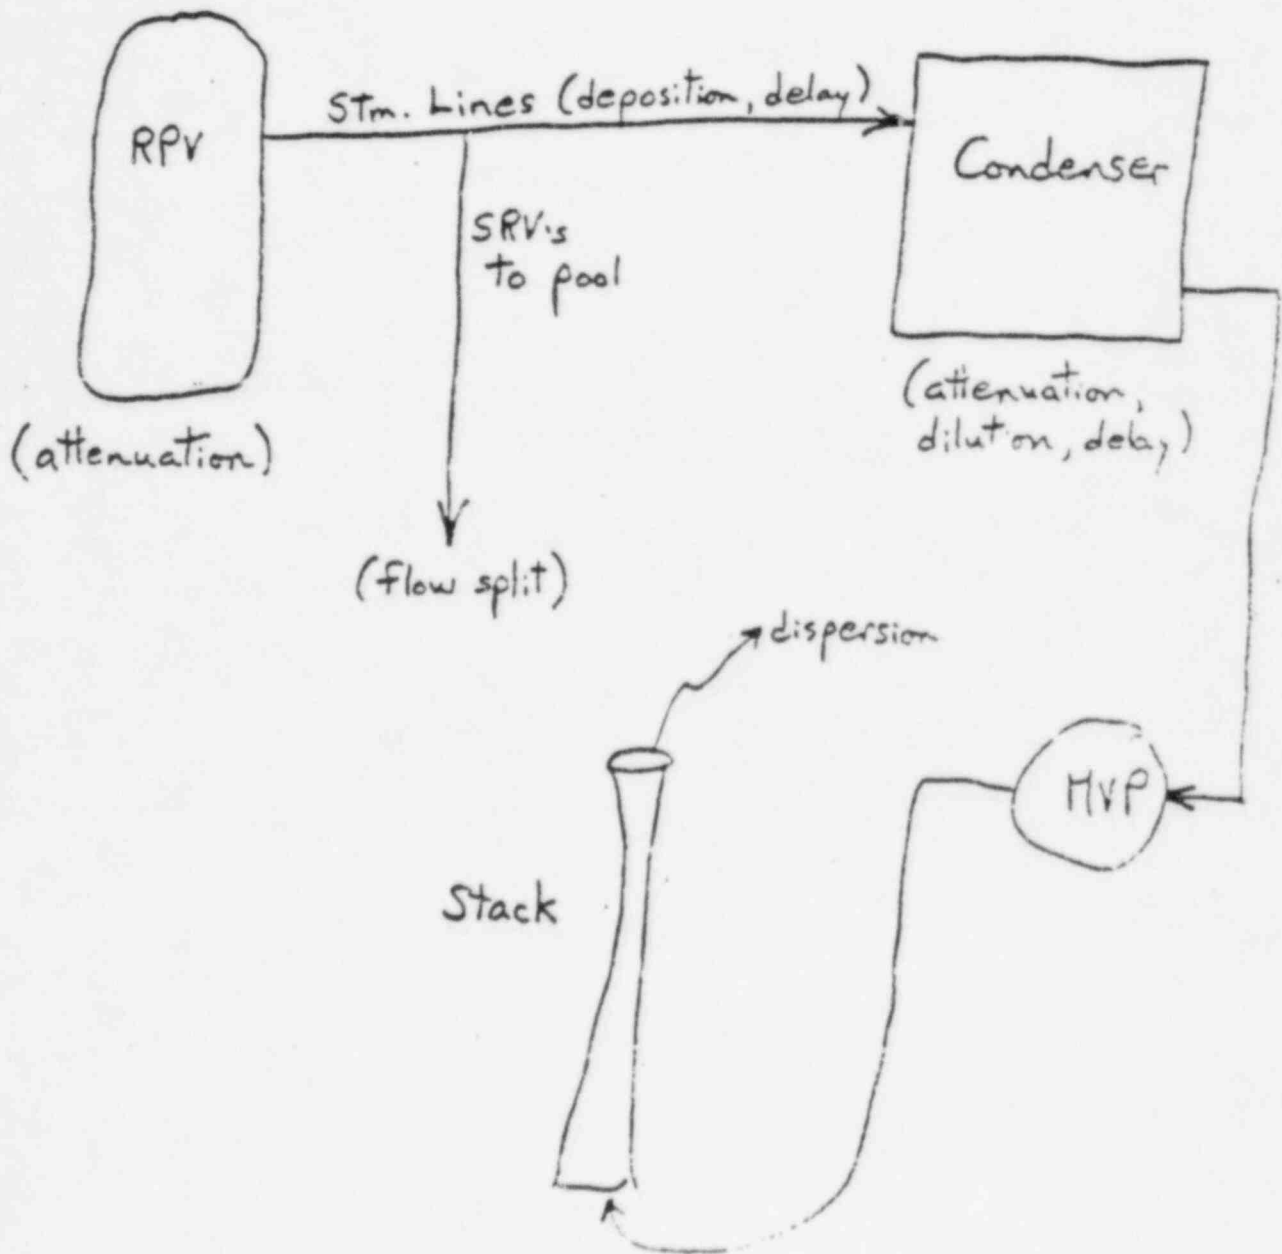 RPV
Stm. Lines (deposition, delay)
Condenser
SRV's
to pool
(attenuation)
(attenuation,
dilution, delay)
(flow split)
dispersion
MVP
Stack